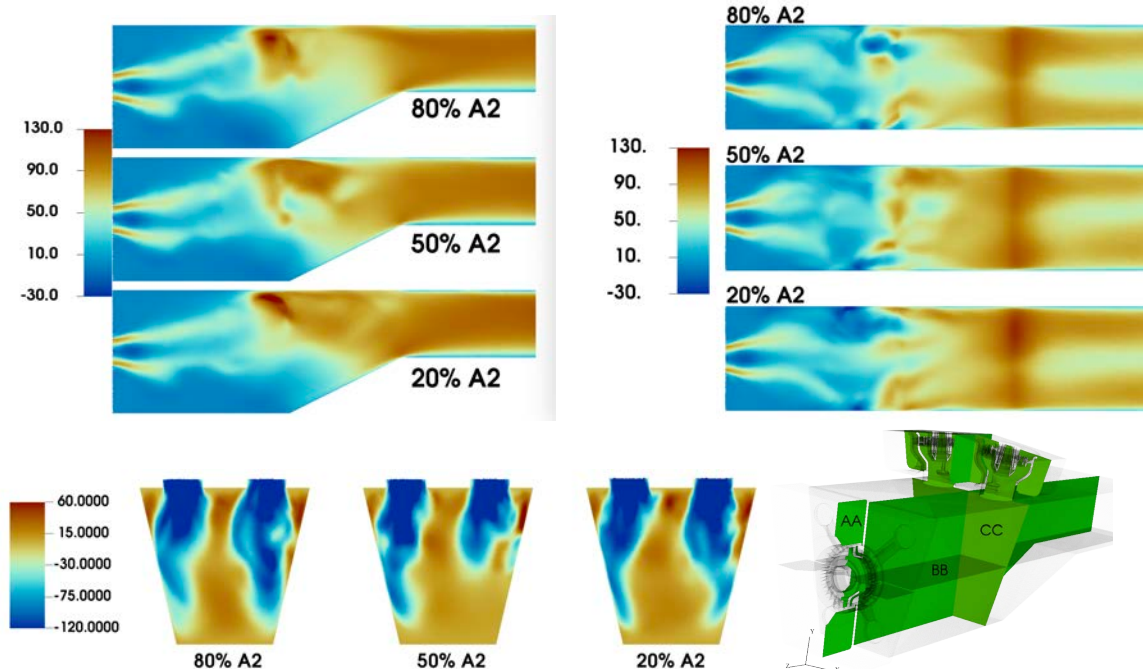 80% A2
130.0
90.0
50.0
10.0
-30.0
50% A2
20% A2
80% A2
50% A2
130.
90.
50.
10.
-30.
20% A2
60.0000
15.0000
-30.0000
-75.0000
-120.0000
80% A2
50% A2
20% A2
AA
CC
BB
Y
Z